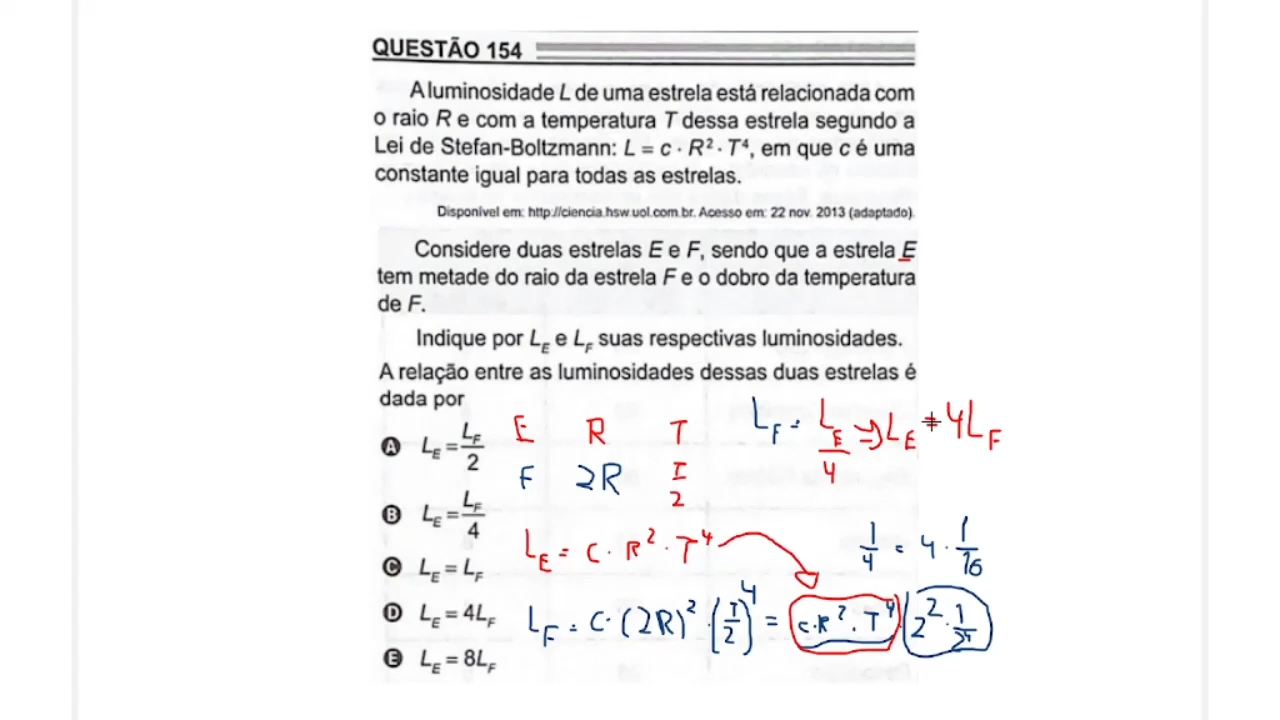 QUESTÃO 154
A luminosidade L de uma estrela está relacionada com
o raio R e com a temperatura T dessa estrela segundo a
Lei de Stefan-Boltzmann: L = c · R² · T⁴, em que c é uma
constante igual para todas as estrelas.
Disponível em: http://ciencia.hsw.uol.com.br. Acesso em: 22 nov. 2013 (adaptado).
Considere duas estrelas E e F, sendo que a estrela E
tem metade do raio da estrela F e o dobro da temperatura
de F.
Indique por L_E e L_F suas respectivas luminosidades.
A relação entre as luminosidades dessas duas estrelas é
dada por
A L_E = L_F/2
B L_E = L_F/4
C L_E = L_F
D L_E = 4L_F
E L_E = 8L_F
E R T
F 2R T/2
L_F = L_E/4 ⇒ L_E = 4L_F
L_E = C · R² · T⁴
1/4 = 4 · 1/16
L_F = C · (2R)² · (T/2)⁴ = C·R² · T⁴ · (2² · 1/2⁴)